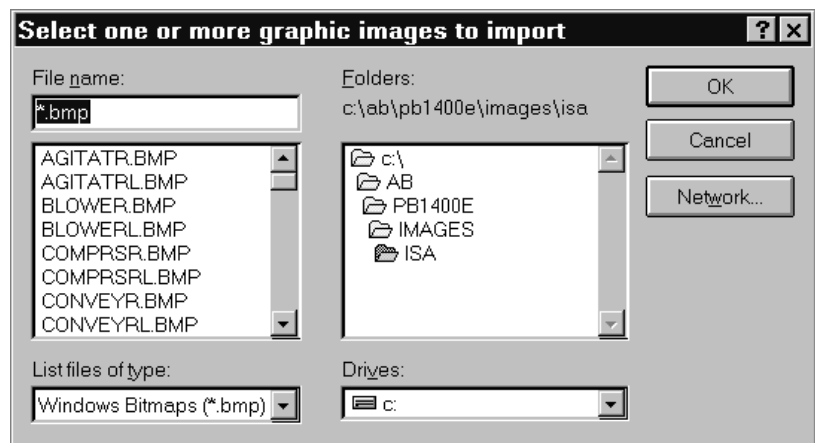 Select one or more graphic images to import
File name:
*.bmp
AGITATR.BMP
AGITATRL.BMP
BLOWER.BMP
BLOWERL.BMP
COMPRSR.BMP
COMPRSRL.BMP
CONVEYR.BMP
CONVEYRL.BMP
List files of type:
Windows Bitmaps (*.bmp)
Folders:
c:\ab\pb1400e\images\isa
c:\
AB
PB1400E
IMAGES
ISA
Drives:
c:
OK
Cancel
Network...